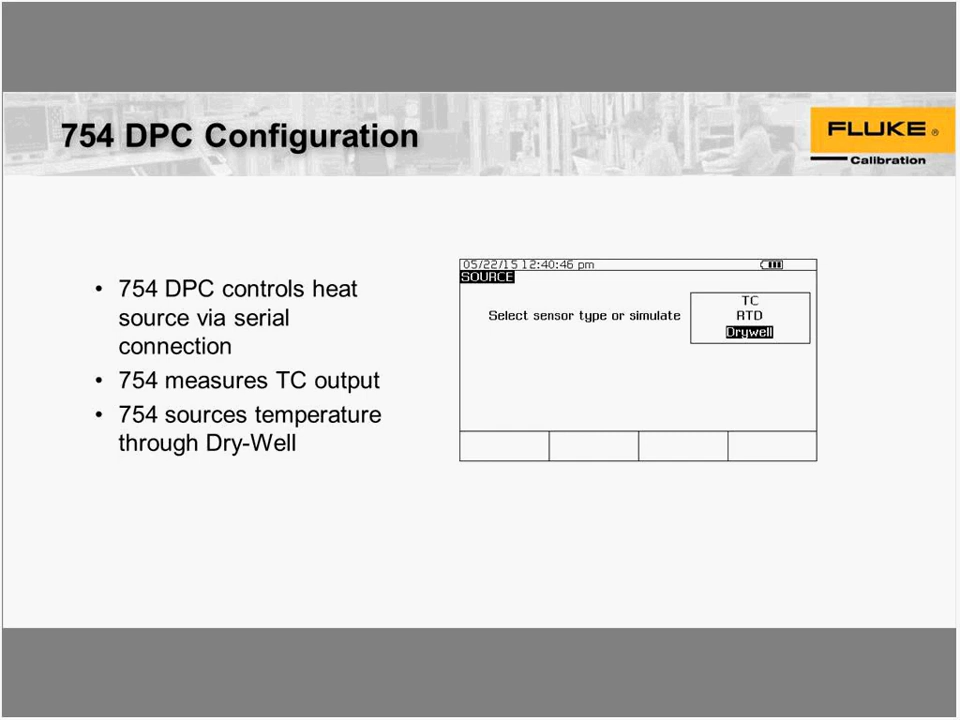 754 DPC Configuration
FLUKE ®
Calibration
• 754 DPC controls heat
source via serial
connection
• 754 measures TC output
• 754 sources temperature
through Dry-Well
05/22/15 12:40:46 pm
SOURCE
Select sensor type or simulate
TC
RTD
Drywell